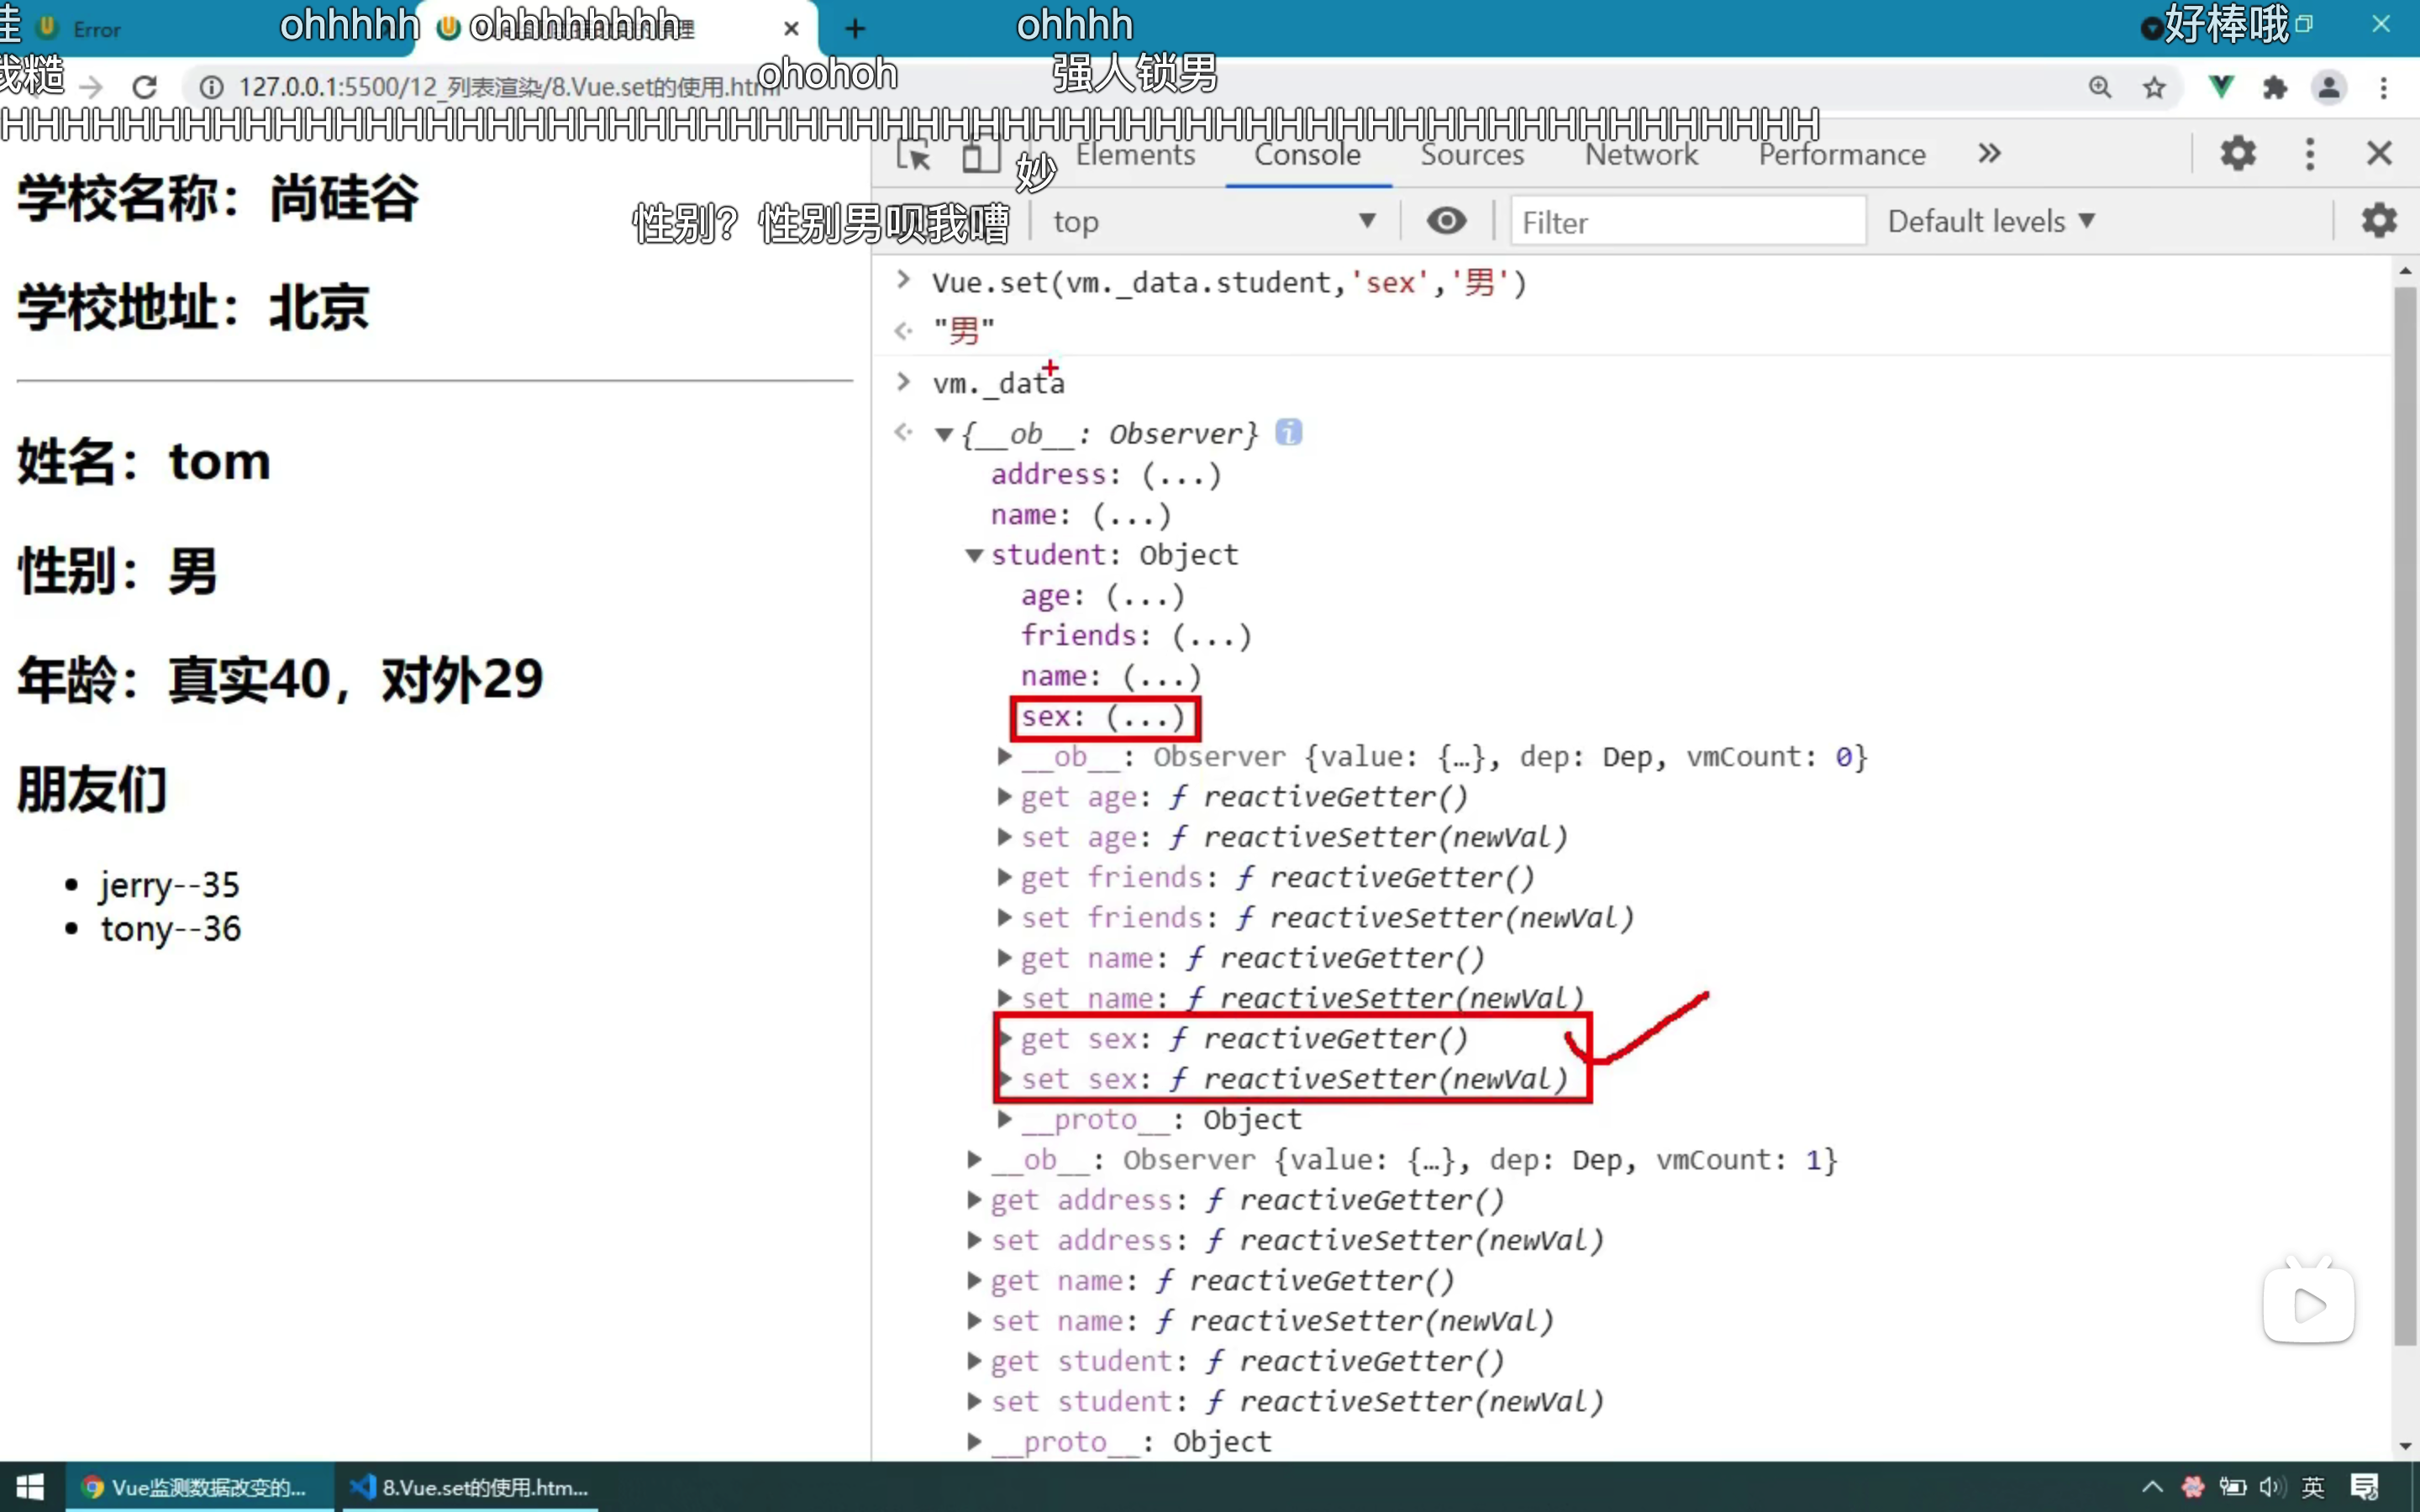 Error
ohhhhh
ohhhhhhhhh
ohhhh
好棒哦
我糙
127.0.0.1:5500/12_列表渲染/8.Vue.set的使用.html
ohohoh
强人锁男
妙
Elements Console Sources Network Performance
性别？性别男呗我嘈
top
Filter
Default levels
学校名称：尚硅谷
学校地址：北京
姓名：tom
性别：男
年龄：真实40，对外29
朋友们
jerry--35
tony--36
Vue.set(vm._data.student,'sex','男')
"男"
vm._data
{__ob__: Observer}
address: (...)
name: (...)
student: Object
age: (...)
friends: (...)
name: (...)
sex: (...)
__ob__: Observer {value: {…}, dep: Dep, vmCount: 0}
get age: ƒ reactiveGetter()
set age: ƒ reactiveSetter(newVal)
get friends: ƒ reactiveGetter()
set friends: ƒ reactiveSetter(newVal)
get name: ƒ reactiveGetter()
set name: ƒ reactiveSetter(newVal)
get sex: ƒ reactiveGetter()
set sex: ƒ reactiveSetter(newVal)
__proto__: Object
__ob__: Observer {value: {…}, dep: Dep, vmCount: 1}
get address: ƒ reactiveGetter()
set address: ƒ reactiveSetter(newVal)
get name: ƒ reactiveGetter()
set name: ƒ reactiveSetter(newVal)
get student: ƒ reactiveGetter()
set student: ƒ reactiveSetter(newVal)
__proto__: Object
Vue监测数据改变的...
8.Vue.set的使用.htm...
英